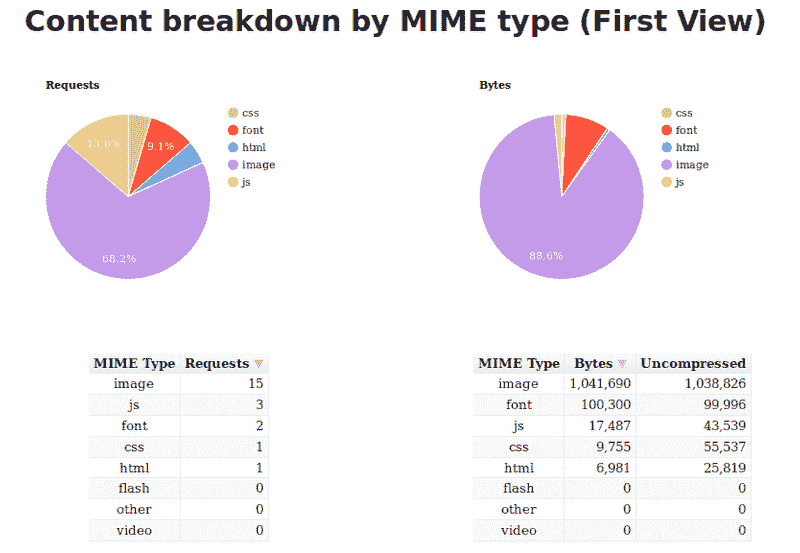 Content breakdown by MIME type (First View)
Requests
css
font
html
image
js
13.6%
9.1%
68.2%
Bytes
css
font
html
image
js
88.6%
MIME Type Requests
image 15
js 3
font 2
css 1
html 1
flash 0
other 0
video 0
MIME Type Bytes Uncompressed
image 1,041,690 1,038,826
font 100,300 99,996
js 17,487 43,539
css 9,755 55,537
html 6,981 25,819
flash 0 0
other 0 0
video 0 0